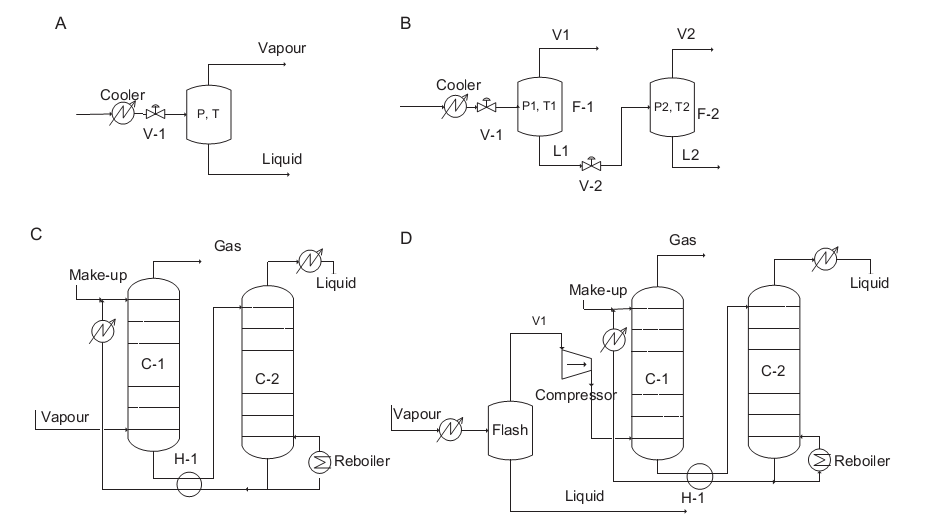 A
Vapour
Cooler
P, T
V-1
Liquid
B
V1
V2
Cooler
P1, T1
F-1
P2, T2
F-2
V-1
L1
L2
V-2
C
Gas
Make-up
Liquid
C-1
C-2
Vapour
H-1
Reboiler
D
Gas
Make-up
Liquid
V1
C-1
C-2
Compressor
Vapour
Flash
Reboiler
Liquid
H-1